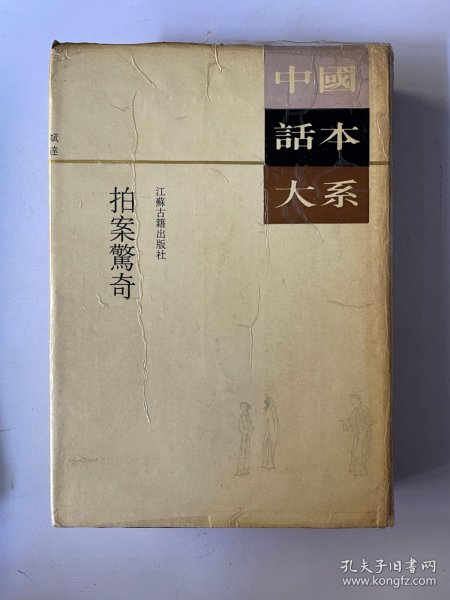 中國
話本
大系
江蘇古籍出版社
拍案驚奇
孔夫子旧书网
www.kongfz.com